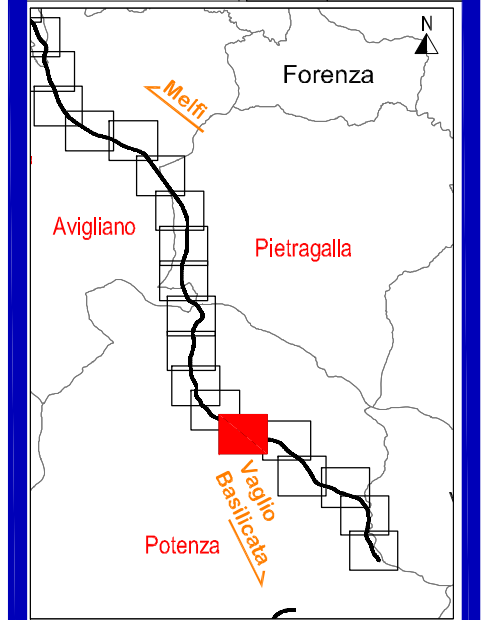 N
Forenza
Melfi
Avigliano
Pietragalla
Vaglio
Basilicata
Potenza